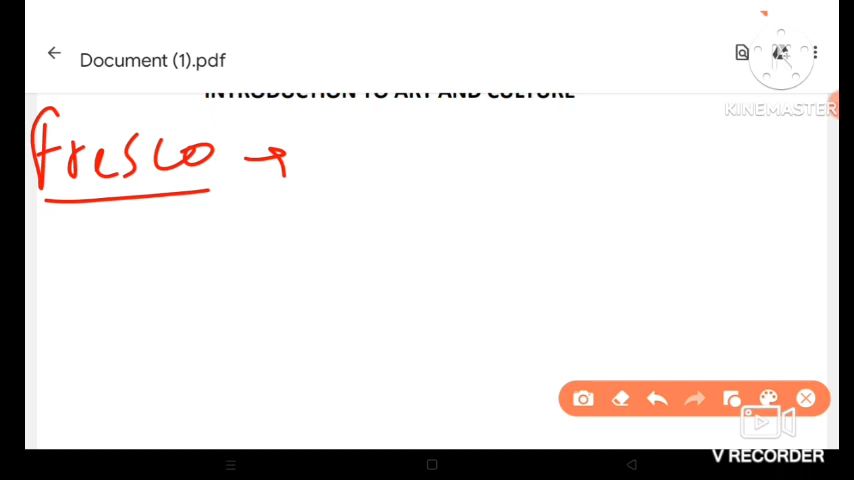 Document (1).pdf
KINEMASTER
INTRODUCTION TO ART AND CULTURE
fresco →
V RECORDER